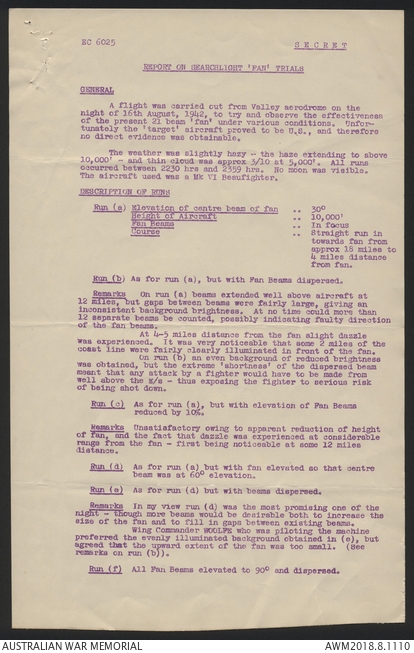 EC 6025
S E C R E T
REPORT ON SEARCHLIGHT 'FAN' TRIALS
GENERAL
A flight was carried out from Valley aerodrome on the
night of 16th August, 1942, to try and observe the effectiveness
of the present 21 beam 'fan' under various conditions. Unfor-
tunately the 'target' aircraft proved to be U.S., and therefore
no direct evidence was obtainable.
The weather was slightly hazy - the haze extending to above
10,000' - and thin cloud was approx 3/10 at 5,000'. All runs
occurred between 2230 hrs and 2359 hrs. No moon was visible.
The aircraft used was a Mk VI Beaufighter.
DESCRIPTION OF RUNS
Run (a) Elevation of centre beam of fan .. 30°
Height of Aircraft .. 10,000'
Fan Beams .. In focus
Course .. Straight run in
towards fan from
approx 18 miles to
4 miles distance
from fan.
Run (b) As for run (a), but with Fan Beams dispersed.
Remarks On run (a) beams extended well above aircraft at
12 miles, but gaps between beams were fairly large, giving an
inconsistent background brightness. At no time could more than
12 separate beams be counted, possibly indicating faulty direction
of the fan beams.
At 4-5 miles distance from the fan slight dazzle
was experienced. It was very noticeable that some 2 miles of the
coast line were fairly clearly illuminated in front of the fan.
On run (b) an even background of reduced brightness
was obtained, but the extreme 'shortness' of the dispersed beam
meant that any attack by a fighter would have to be made from
well above the E/a - thus exposing the fighter to serious risk
of being shot down.
Run (c) As for run (a), but with elevation of Fan Beams
reduced by 10%.
Remarks Unsatisfactory owing to apparent reduction of height
of fan, and the fact that dazzle was experienced at considerable
range from the fan - first being noticeable at some 12 miles
distance.
Run (d) As for run (a) but with fan elevated so that centre
beam was at 60° elevation.
Run (e) As for run (d) but with beams dispersed.
Remarks In my view run (d) was the most promising one of the
night - though more beams would be desirable both to increase the
size of the fan and to fill in gaps between existing beams.
Wing Commander WOOLFE who was piloting the machine
preferred the evenly illuminated background obtained in (e), but
agreed that the upward extent of the fan was too small. (See
remarks on run (b)).
Run (f) All Fan Beams elevated to 90° and dispersed.
AUSTRALIAN WAR MEMORIAL
AWM2018.8.1110